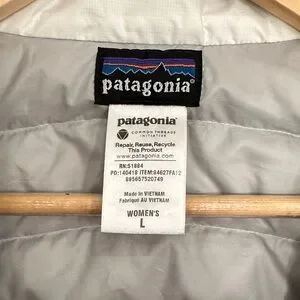 patagonia
patagonia
COMMON THREADS
INITIATIVE
Repair, Reuse, Recycle
This Product
www.patagonia.com
RN:51884
PO:140418 ITEM:84627FA12
889657520749
Made in VIETNAM
Fabriqué AU VIETNAM
WOMEN'S
L